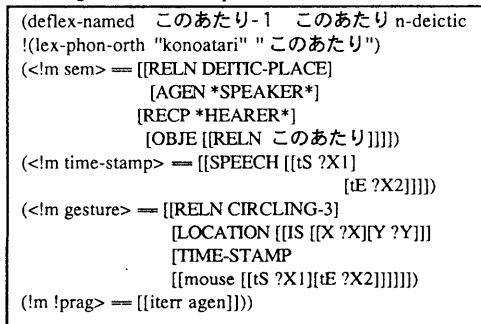 (deflex-named このあたり-1 このあたり n-deictic
!(lex-phon-orth "konoatari" "このあたり")
(<!m sem> == [[RELN DEITIC-PLACE]
[AGEN *SPEAKER*]
[RECP *HEARER*]
[OBJE [[RELN このあたり]]]])
(<!m time-stamp> == [[SPEECH [[tS ?X1]
[tE ?X2]]]])
(<!m gesture> == [[RELN CIRCLING-3]
[LOCATION [[IS [[X ?X][Y ?Y]]]
[TIME-STAMP
[[mouse [[tS ?X1][tE ?X2]]]]]])
(!m !prag> == [[iterr agen]]))